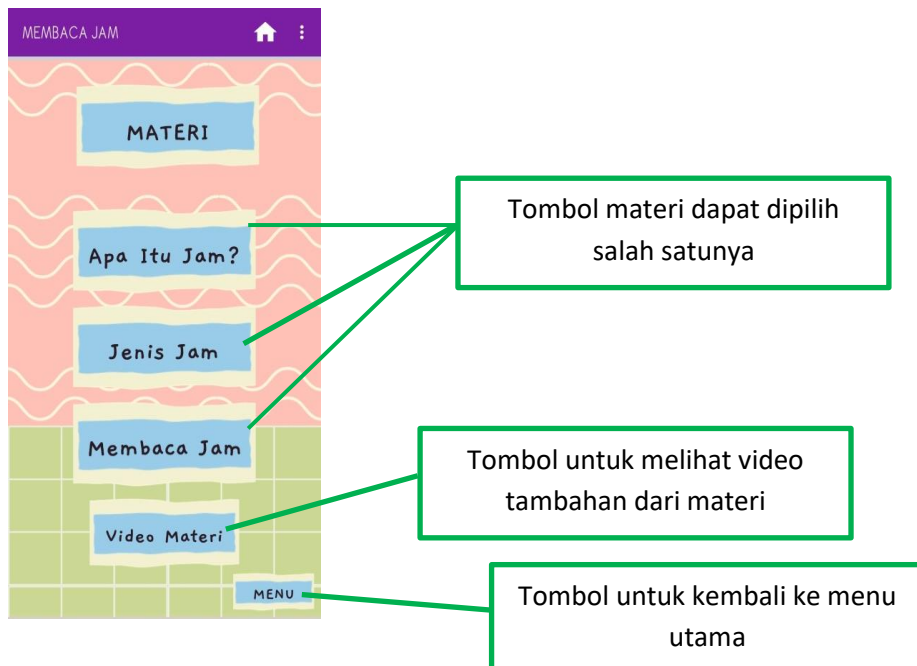 MEMBACA JAM
MATERI
Apa Itu Jam?
Jenis Jam
Membaca Jam
Video Materi
MENU
Tombol materi dapat dipilih
salah satunya
Tombol untuk melihat video
tambahan dari materi
Tombol untuk kembali ke menu
utama